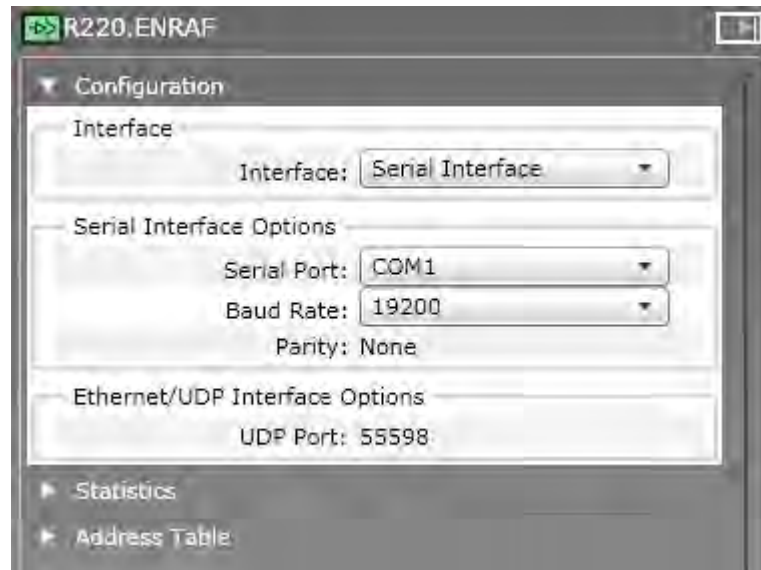 R220.ENRAF
Configuration
Interface
Interface: Serial Interface
Serial Interface Options
Serial Port: COM1
Baud Rate: 19200
Parity: None
Ethernet/UDP Interface Options
UDP Port: 55598
Statistics
Address Table